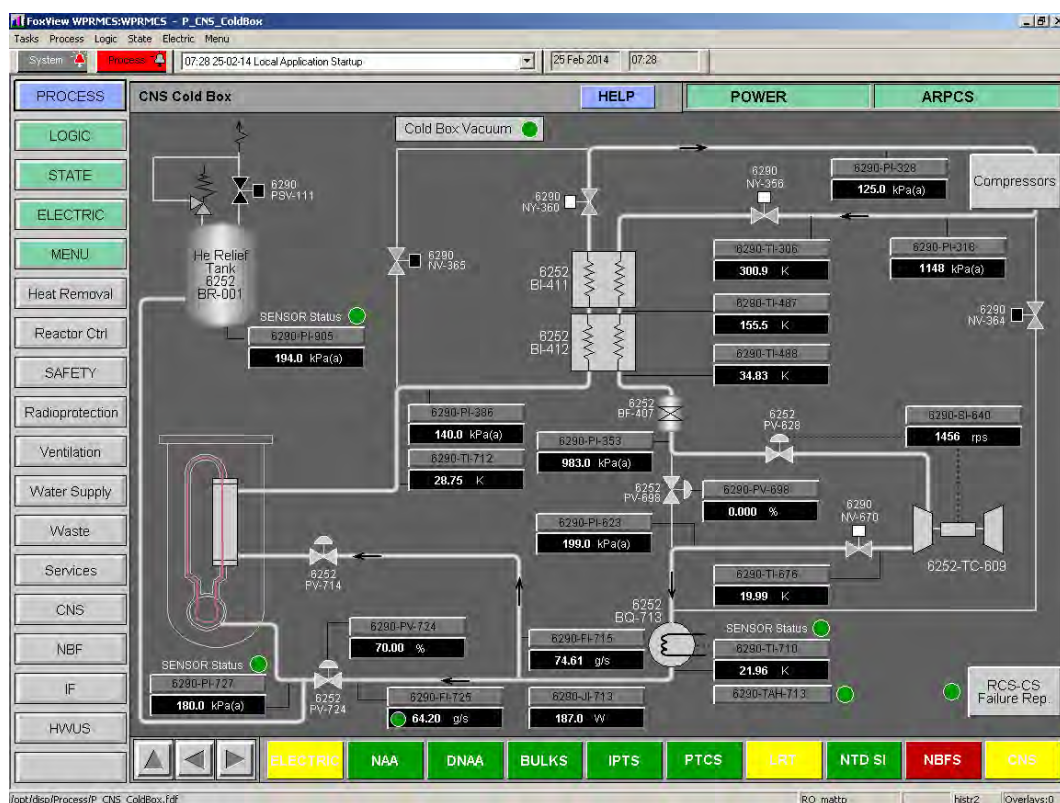 FoxView WPRMCS:WPRMCS - P_CNS_ColdBox
Tasks Process Logic State Electric Menu
System Process 07:28 25-02-14 Local Application Startup 25 Feb 2014 07:28
PROCESS CNS Cold Box HELP POWER ARPCS
LOGIC
STATE
ELECTRIC
MENU
Heat Removal
Reactor Ctrl
SAFETY
Radioprotection
Ventilation
Water Supply
Waste
Services
CNS
NBF
IF
HWUS
Cold Box Vacuum
6290
PSV-111
He Relief
Tank
6252
BR-001
SENSOR Status
6290-PI-905
194.0 kPa(a)
6290
NV-365
6290
NY-360
6290
NY-356
6290-PI-328
125.0 kPa(a)
Compressors
6290-TI-306
300.9 K
6290-PI-318
1148 kPa(a)
6252
BI-411
6290-TI-487
155.5 K
6290
NV-364
6252
BI-412
6290-TI-488
34.83 K
6290-PI-386
140.0 kPa(a)
6290-TI-712
28.75 K
6252
BF-407
6252
PV-628
6290-SI-640
1456 rps
6290-PI-353
983.0 kPa(a)
6252
PV-698
6290-PV-698
0.000 %
6290-PI-623
199.0 kPa(a)
6290
NV-670
6252-TC-609
6290-TI-676
19.99 K
6252
PV-714
6252
BQ-713
SENSOR Status
6290-TI-710
21.96 K
6290-TAH-713
6290-PV-724
70.00 %
6290-FI-715
74.61 g/s
SENSOR Status
6290-PI-727
180.0 kPa(a)
6252
PV-724
6290-FI-725
64.20 g/s
6290-JI-713
187.0 W
RCS-CS
Failure Rep.
ELECTRIC NAA DNAA BULKS IPTS PTCS LRT NTD SI NBFS CNS
/opt/disp/Process/P_CNS_ColdBox.fdf RO_mattp histr2 Overlays:0